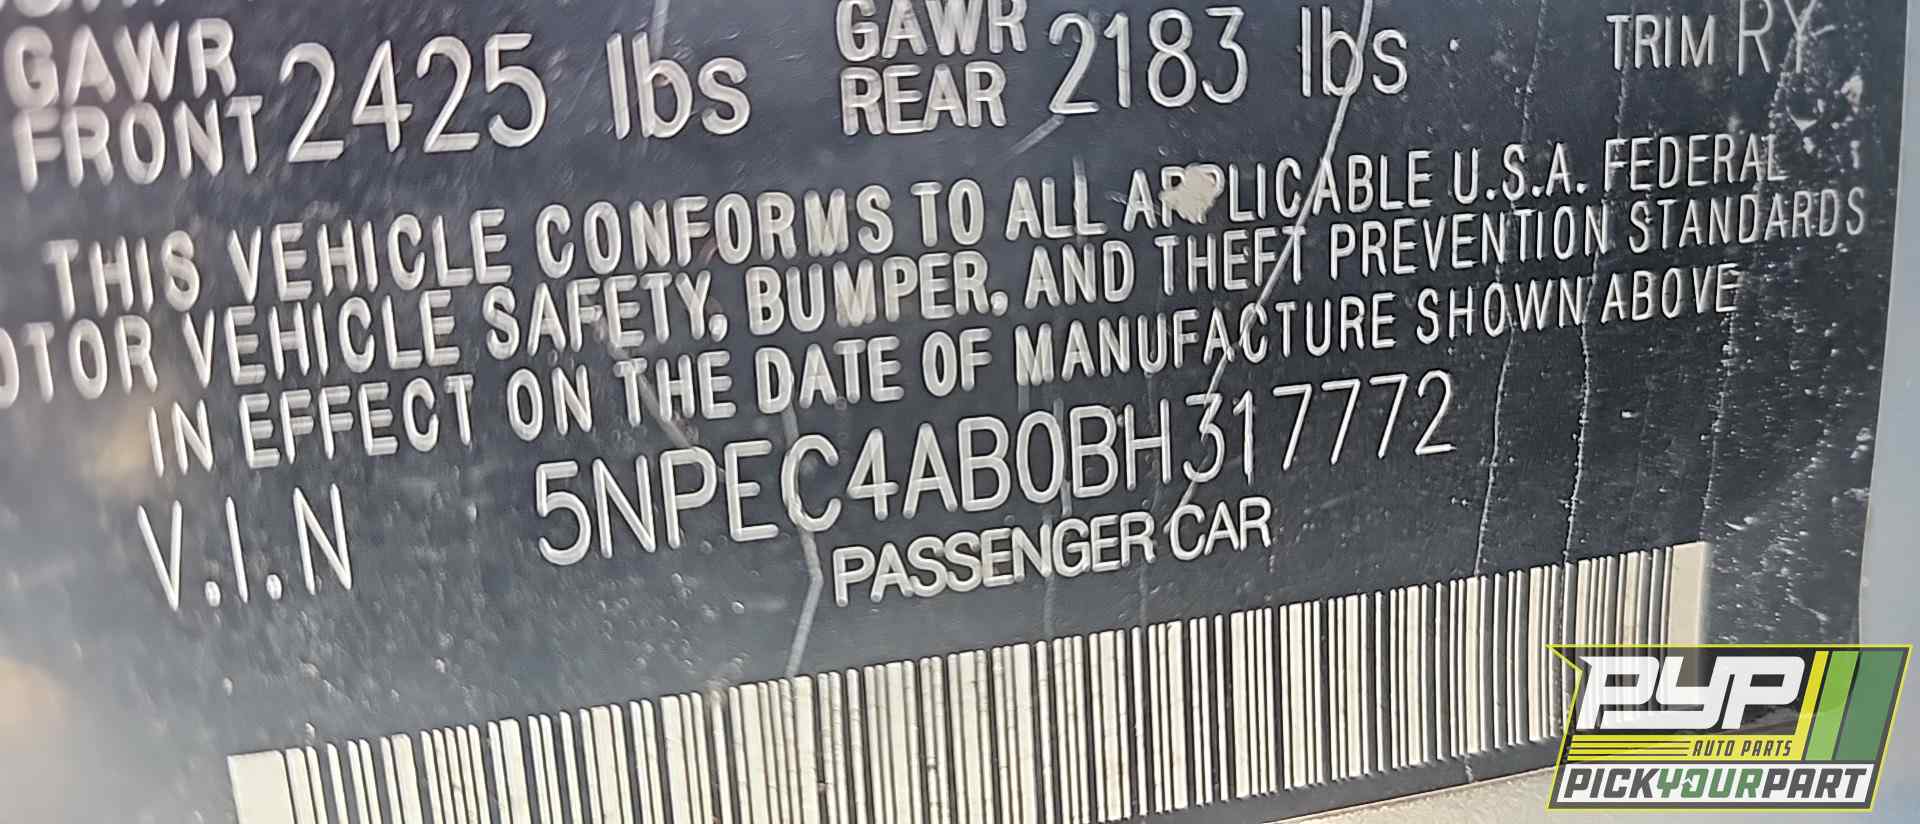 GAWR FRONT 2425 lbs GAWR REAR 2183 lbs TRIM RY
THIS VEHICLE CONFORMS TO ALL APPLICABLE U.S.A. FEDERAL
OTOR VEHICLE SAFETY, BUMPER, AND THEFT PREVENTION STANDARDS
IN EFFECT ON THE DATE OF MANUFACTURE SHOWN ABOVE
V.I.N 5NPEC4AB0BH317772
PASSENGER CAR
PYP
AUTO PARTS
PICKYOURPART